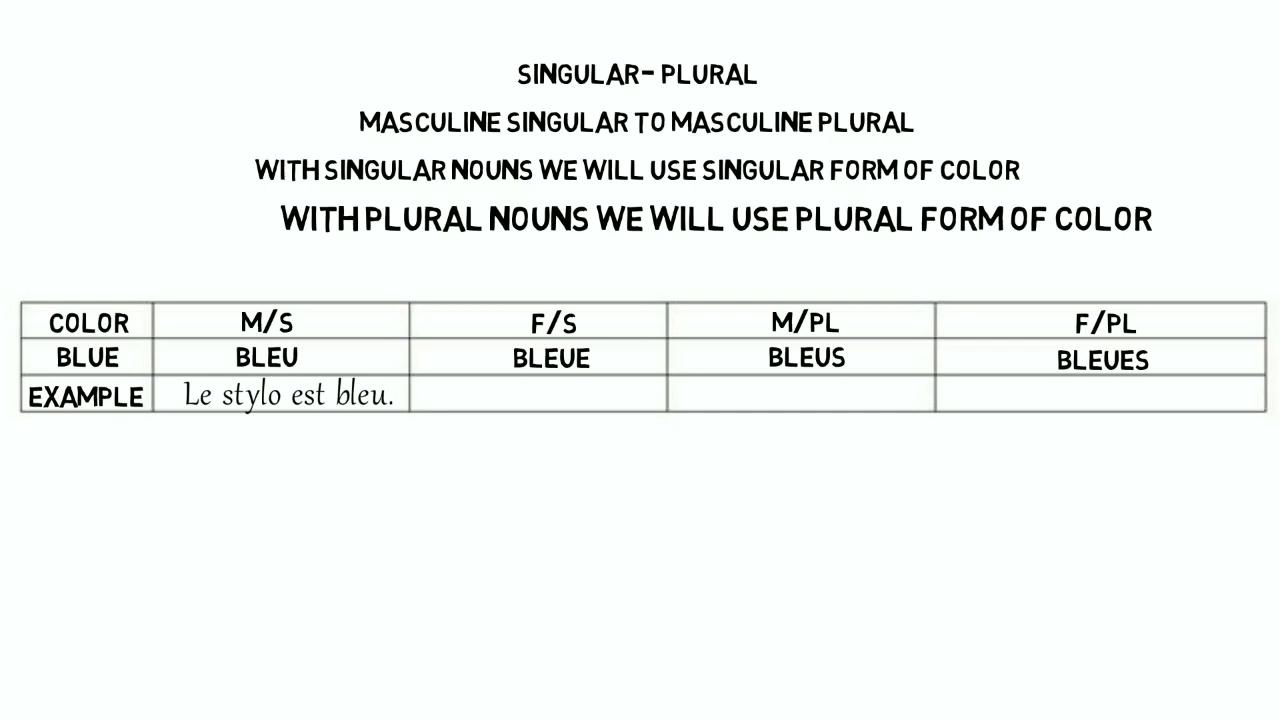 SINGULAR- PLURAL
MASCULINE SINGULAR TO MASCULINE PLURAL
WITH SINGULAR NOUNS WE WILL USE SINGULAR FORM OF COLOR
WITH PLURAL NOUNS WE WILL USE PLURAL FORM OF COLOR
COLOR M/S F/S M/PL F/PL
BLUE BLEU BLEUE BLEUS BLEUES
EXAMPLE Le stylo est bleu.